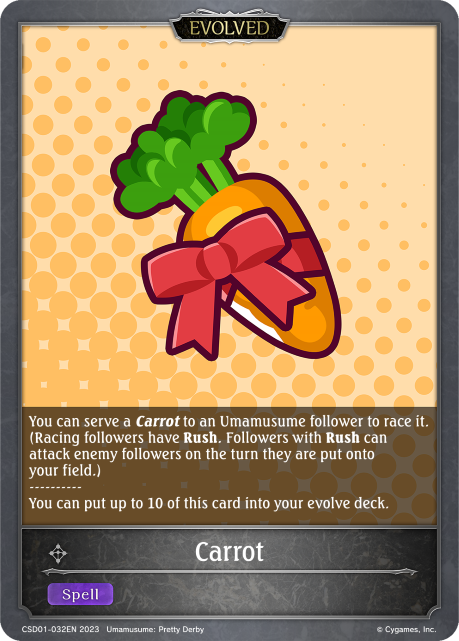 EVOLVED
You can serve a Carrot to an Umamusume follower to race it.
(Racing followers have Rush. Followers with Rush can
attack enemy followers on the turn they are put onto
your field.)
----------
You can put up to 10 of this card into your evolve deck.
Carrot
Spell
CSD01-032EN 2023 Umamusume: Pretty Derby © Cygames, Inc.